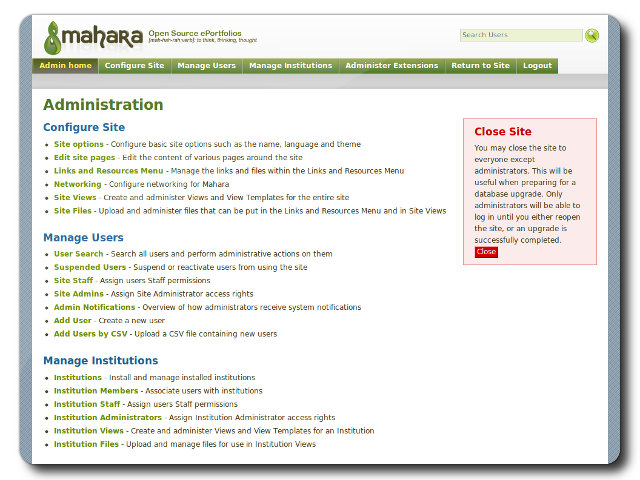 mahara
Open Source ePortfolios
(mah-hah-rah:verb): to think, thinking, thought
Search Users
Admin home
Configure Site
Manage Users
Manage Institutions
Administer Extensions
Return to Site
Logout
Administration
Configure Site
Site options - Configure basic site options such as the name, language and theme
Edit site pages - Edit the content of various pages around the site
Links and Resources Menu - Manage the links and files within the Links and Resources Menu
Networking - Configure networking for Mahara
Site Views - Create and administer Views and View Templates for the entire site
Site Files - Upload and administer files that can be put in the Links and Resources Menu and in Site Views
Manage Users
User Search - Search all users and perform administrative actions on them
Suspended Users - Suspend or reactivate users from using the site
Site Staff - Assign users Staff permissions
Site Admins - Assign Site Administrator access rights
Admin Notifications - Overview of how administrators receive system notifications
Add User - Create a new user
Add Users by CSV - Upload a CSV file containing new users
Manage Institutions
Institutions - Install and manage installed institutions
Institution Members - Associate users with institutions
Institution Staff - Assign users Staff permissions
Institution Administrators - Assign Institution Administrator access rights
Institution Views - Create and administer Views and View Templates for an Institution
Institution Files - Upload and manage files for use in Institution Views
Close Site
You may close the site to
everyone except
administrators. This will be
useful when preparing for a
database upgrade. Only
administrators will be able to
log in until you either reopen
the site, or an upgrade is
successfully completed.
Close